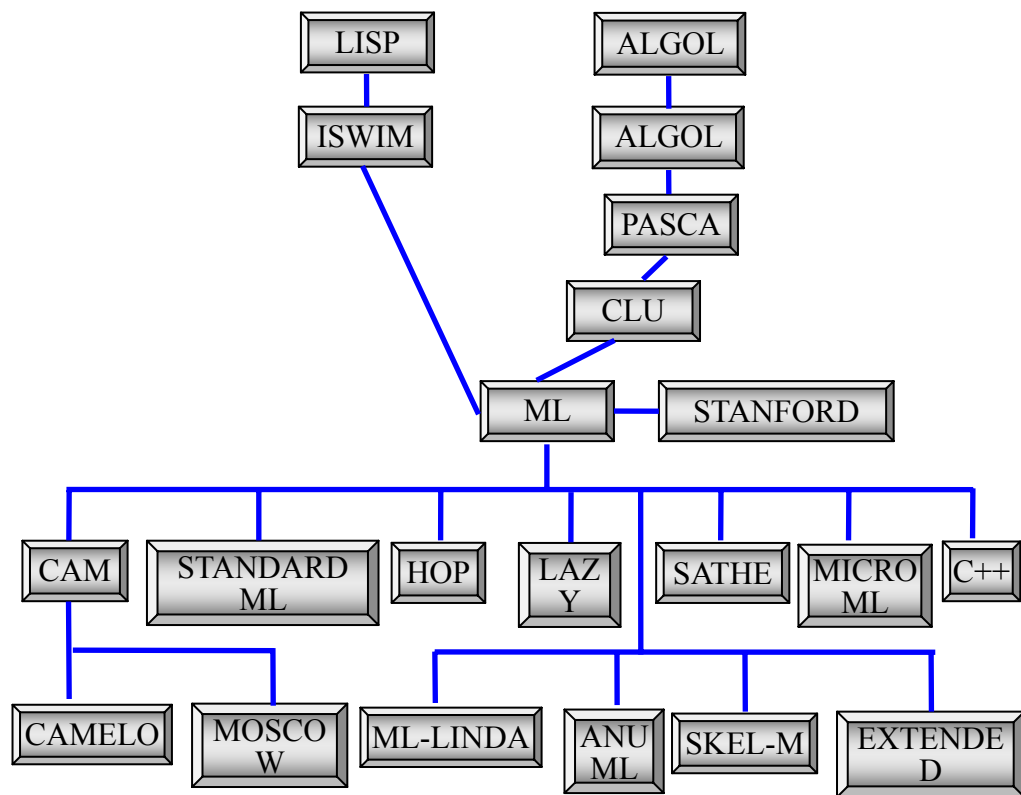 LISP
ALGOL
ISWIM
ALGOL
PASCA
CLU
ML
STANFORD
CAM
STANDARD
ML
HOP
LAZ
Y
SATHE
MICRO
ML
C++
CAMELO
MOSCO
W
ML-LINDA
ANU
ML
SKEL-M
EXTENDE
D